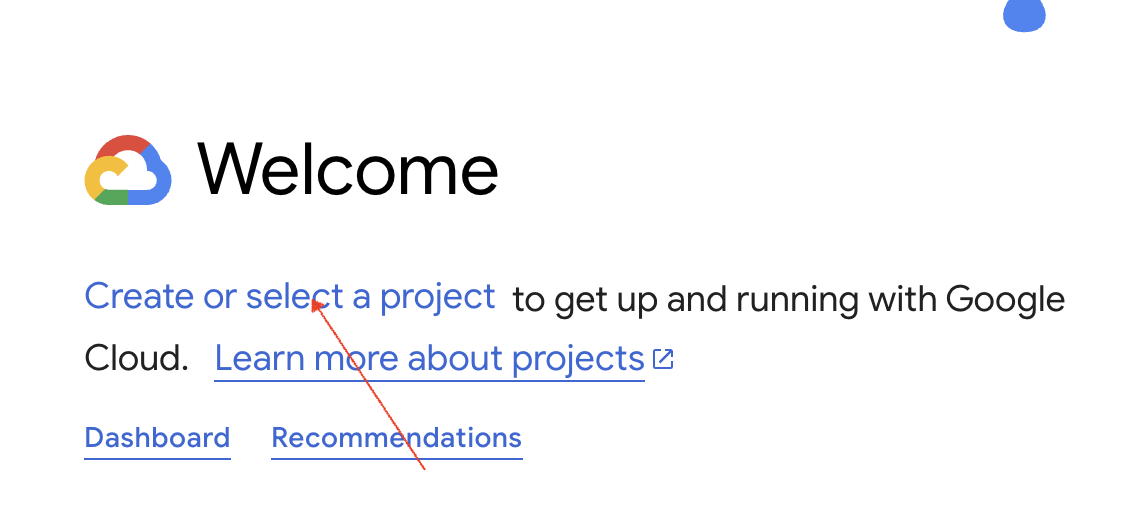 Welcome
Create or select a project to get up and running with Google
Cloud. Learn more about projects
Dashboard Recommendations